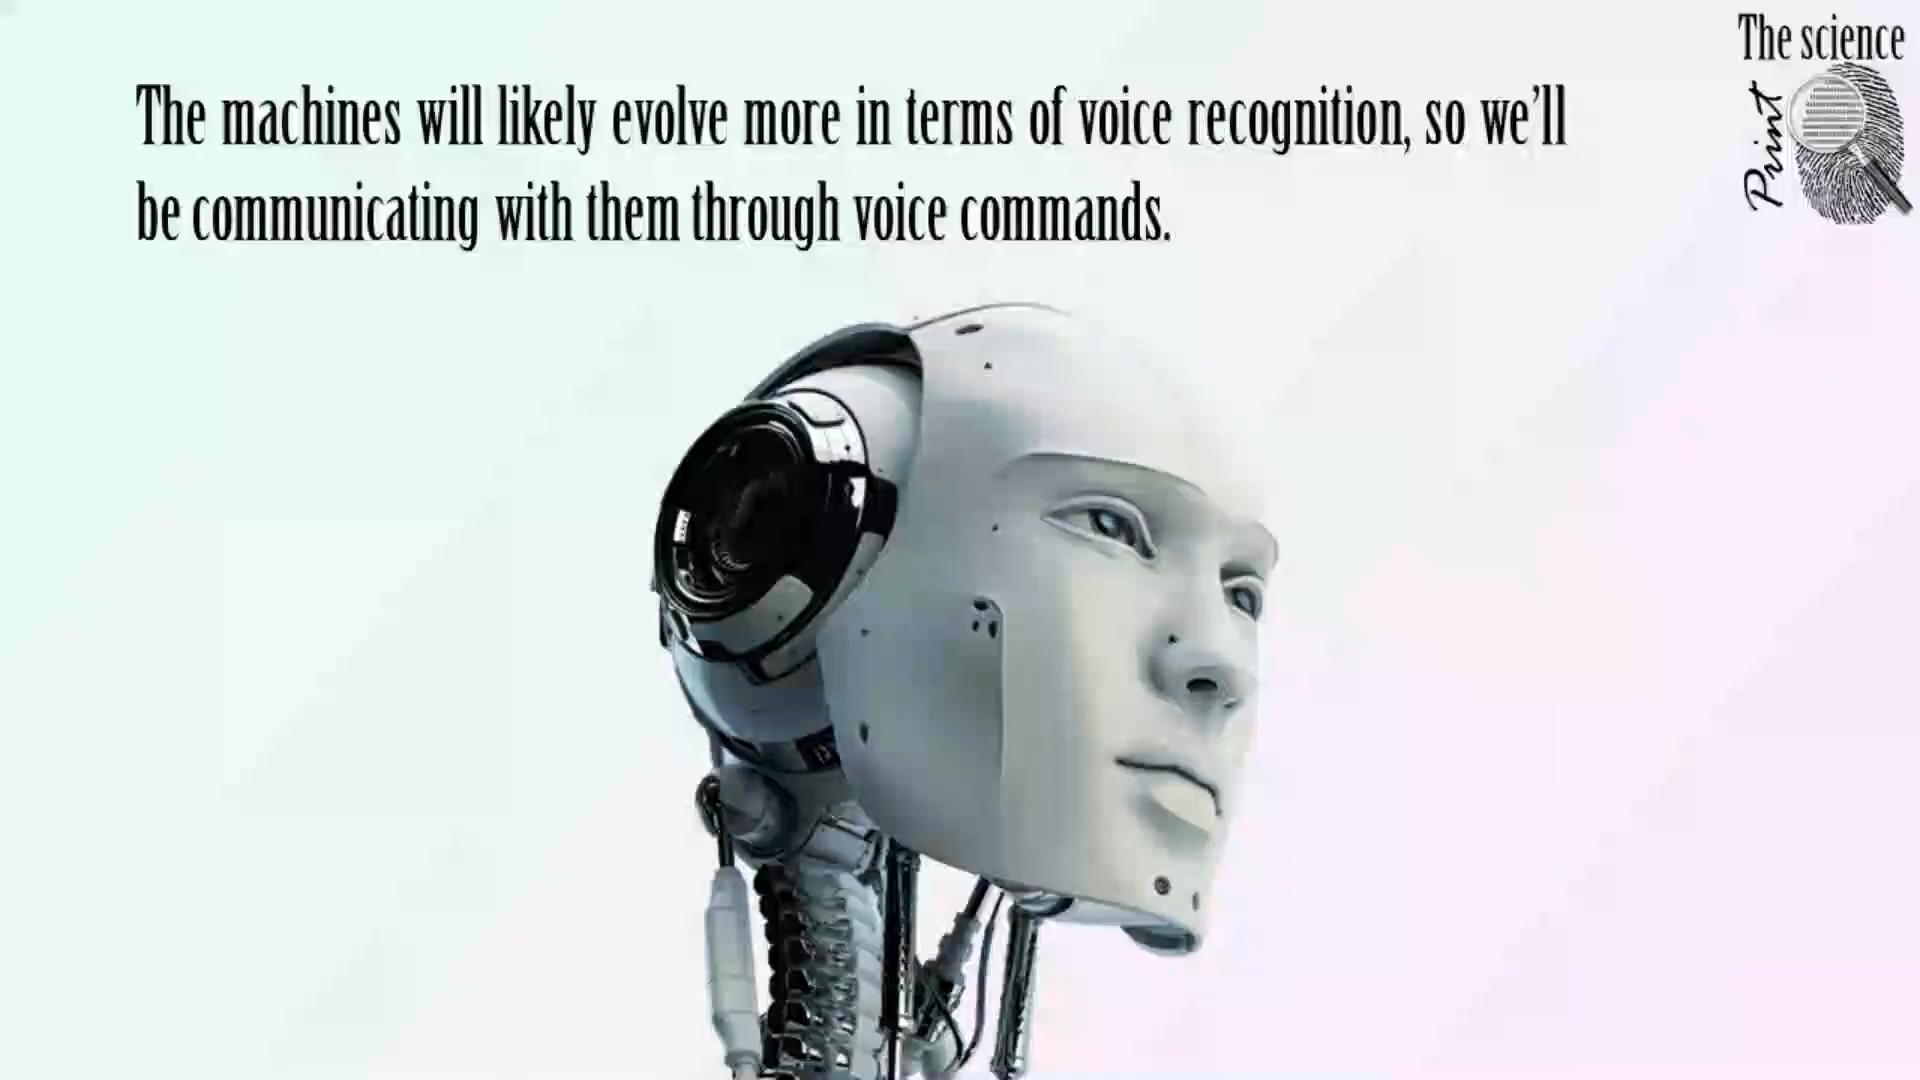 The science
Print
The machines will likely evolve more in terms of voice recognition, so we'll
be communicating with them through voice commands.